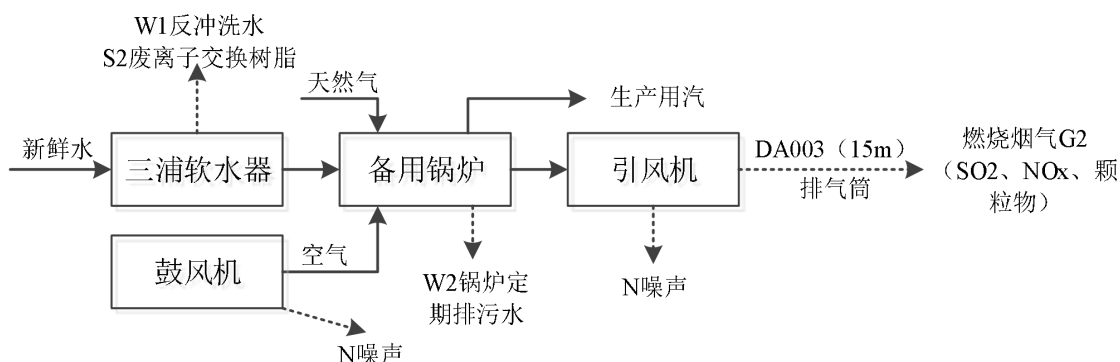 W1反冲洗水
S2废离子交换树脂
天然气
生产用汽
新鲜水
三浦软水器
备用锅炉
引风机
DA003（15m）
排气筒
燃烧烟气G2
（SO2、NOx、颗
粒物）
鼓风机
空气
W2锅炉定
期排污水
N噪声
N噪声